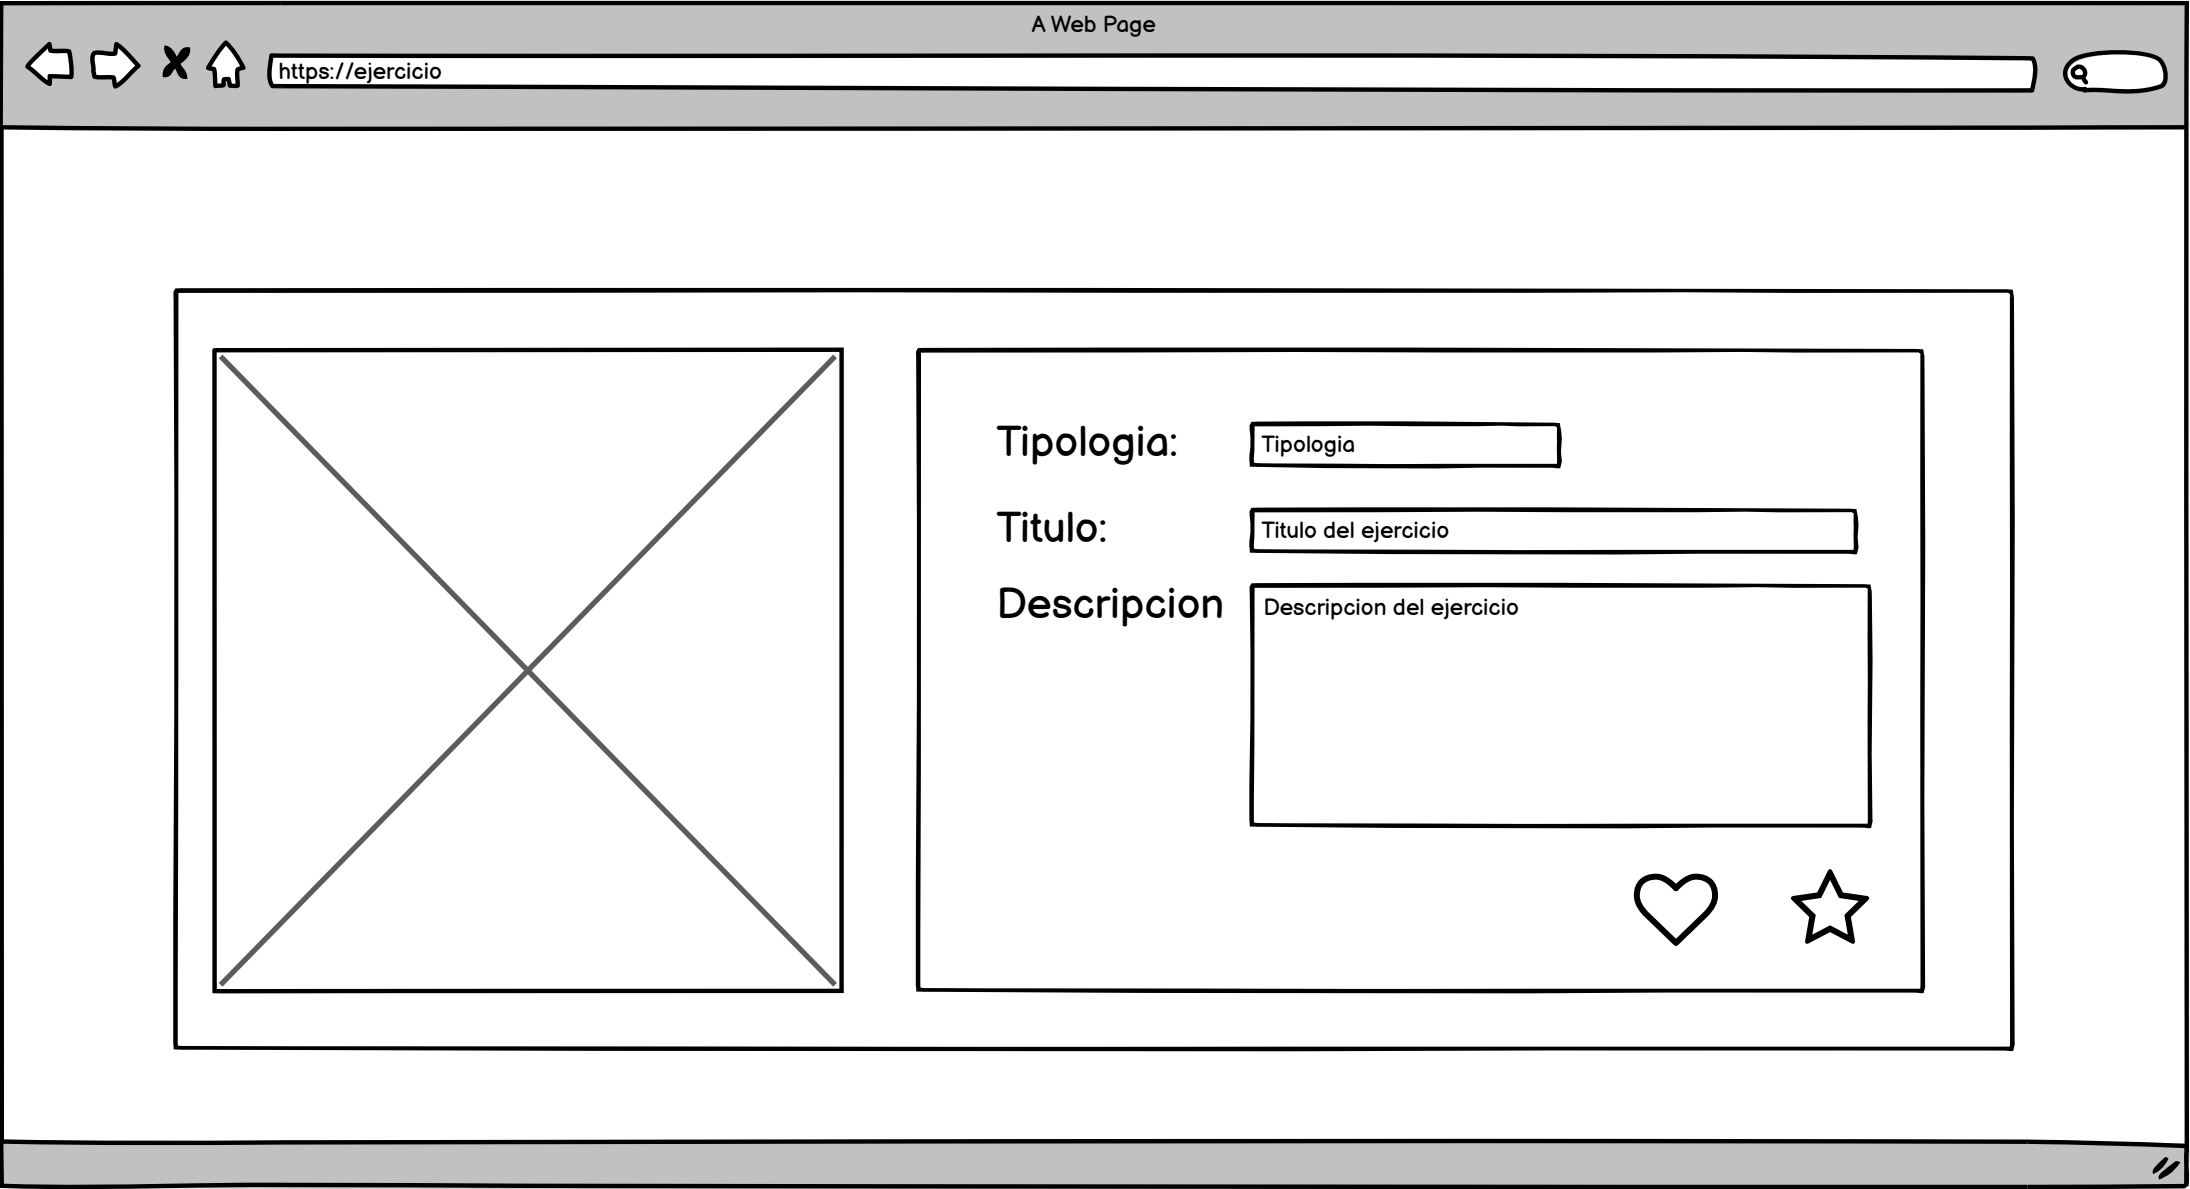 A Web Page
https://ejercicio
Tipologia: Tipologia
Titulo: Titulo del ejercicio
Descripcion Descripcion del ejercicio